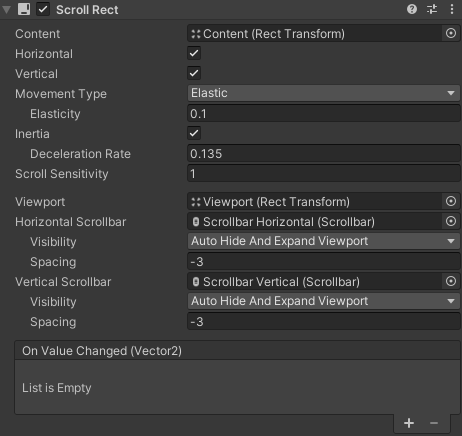 Scroll Rect
Content Content (Rect Transform)
Horizontal
Vertical
Movement Type Elastic
Elasticity 0.1
Inertia
Deceleration Rate 0.135
Scroll Sensitivity 1
Viewport Viewport (Rect Transform)
Horizontal Scrollbar Scrollbar Horizontal (Scrollbar)
Visibility Auto Hide And Expand Viewport
Spacing -3
Vertical Scrollbar Scrollbar Vertical (Scrollbar)
Visibility Auto Hide And Expand Viewport
Spacing -3
On Value Changed (Vector2)
List is Empty